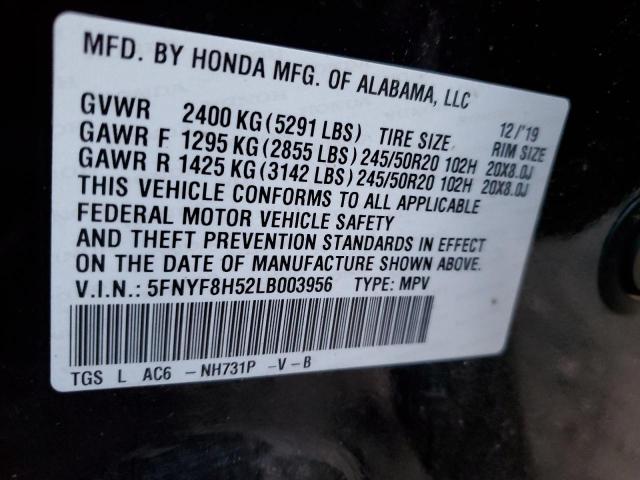 MFD. BY HONDA MFG. OF ALABAMA, LLC
12/'19
GVWR 2400 KG (5291 LBS) TIRE SIZE RIM SIZE
GAWR F 1295 KG (2855 LBS) 245/50R20 102H 20X8.0J
GAWR R 1425 KG (3142 LBS) 245/50R20 102H 20X8.0J
THIS VEHICLE CONFORMS TO ALL APPLICABLE
FEDERAL MOTOR VEHICLE SAFETY
AND THEFT PREVENTION STANDARDS IN EFFECT
ON THE DATE OF MANUFACTURE SHOWN ABOVE.
V.I.N.: 5FNYF8H52LB003956 TYPE: MPV
TGS L AC6 -NH731P -V-B